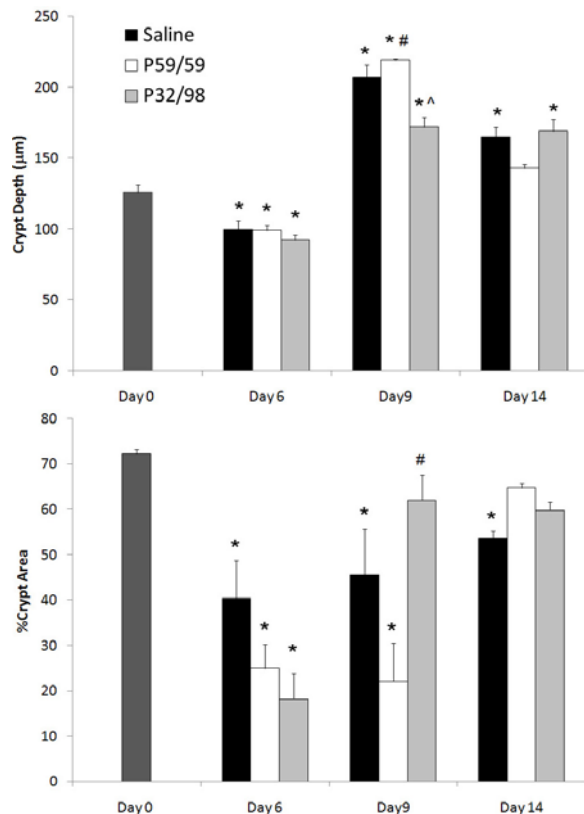 Saline
P59/59
P32/98
Crypt Depth (µm)
250
200
150
100
50
0
* * *
* * # * ^
* *
Day 0 Day 6 Day9 Day 14
%Crypt Area
80
70
60
50
40
30
20
10
0
* * *
* * #
*
Day 0 Day 6 Day9 Day 14